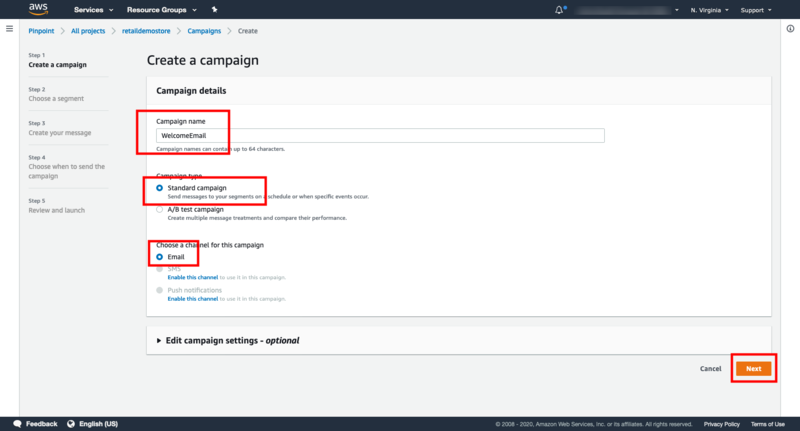 aws Services Resource Groups N. Virginia Support
Pinpoint All projects retaildemostore Campaigns Create
Step 1
Create a campaign
Step 2
Choose a segment
Step 3
Create your message
Step 4
Choose when to send the
campaign
Step 5
Review and launch
Create a campaign
Campaign details
Campaign name
WelcomeEmail
Campaign names can contain up to 64 characters.
Campaign type
Standard campaign
Send messages to your segments on a schedule or when specific events occur.
A/B test campaign
Create multiple message treatments and compare their performance.
Choose a channel for this campaign
Email
SMS
Enable this channel to use it in this campaign.
Push notifications
Enable this channel to use it in this campaign.
Edit campaign settings - optional
Cancel Next
Feedback English (US) © 2008 - 2020, Amazon Web Services, Inc. or its affiliates. All rights reserved. Privacy Policy Terms of Use